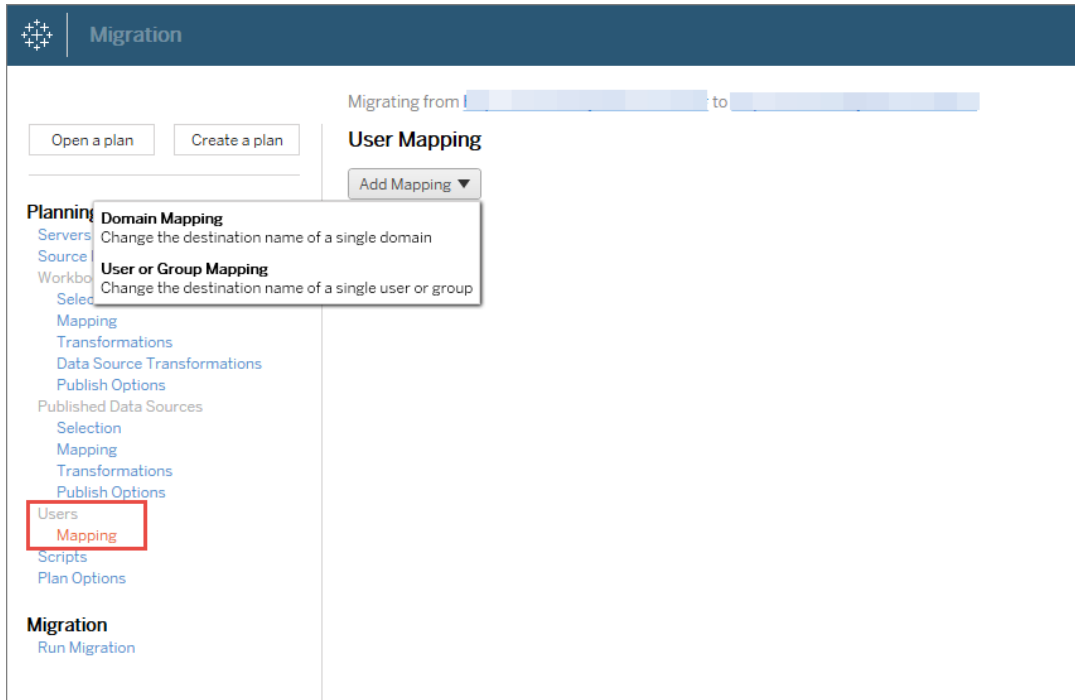 Migration
Migrating from to
Open a plan
Create a plan
User Mapping
Add Mapping ▼
Domain Mapping
Change the destination name of a single domain
User or Group Mapping
Change the destination name of a single user or group
Planning
Servers
Source
Mapping
Transformations
Data Source Transformations
Publish Options
Published Data Sources
Selection
Mapping
Transformations
Publish Options
Users
Mapping
Scripts
Plan Options
Migration
Run Migration